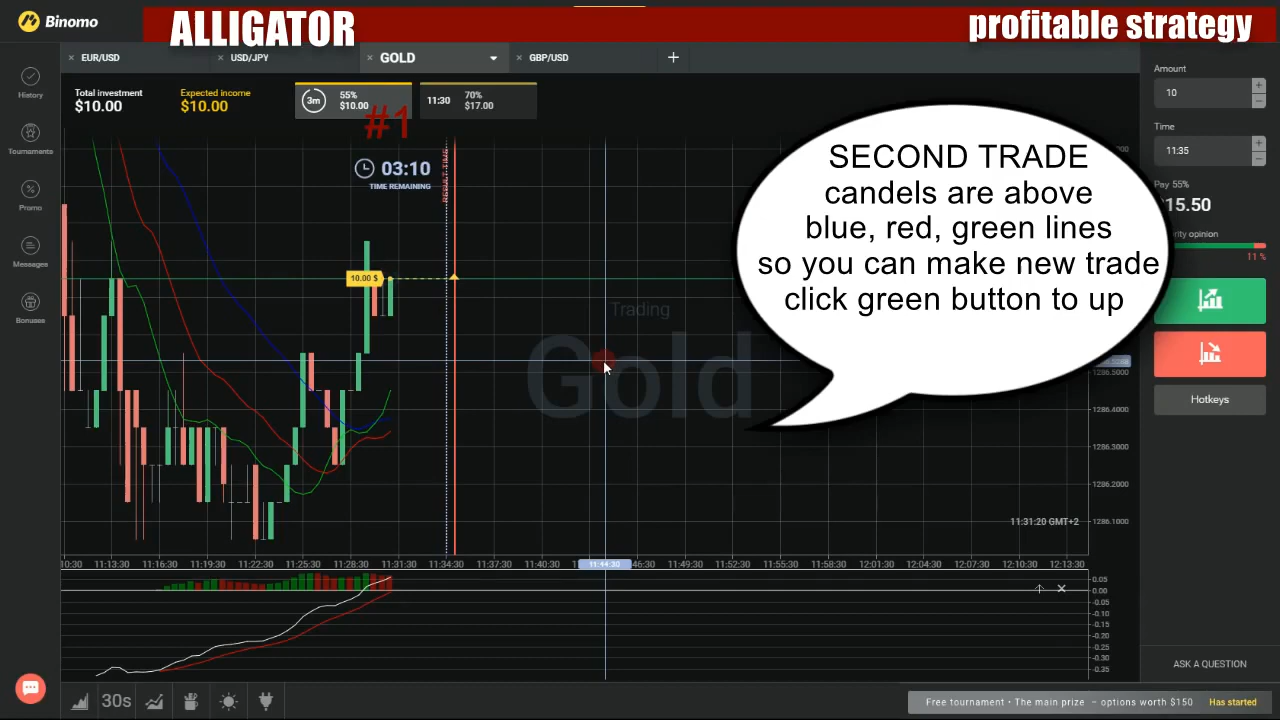 Binomo
ALLIGATOR
profitable strategy
EUR/USD
USD/JPY
GOLD
GBP/USD
Total investment
$10.00
Expected income
$10.00
3m
55%
$10.00
11:30
70%
$17.00
#1
03:10
TIME REMAINING
10.00 $
History
Tournaments
Promo
Messages
Bonuses
SECOND TRADE
candels are above
blue, red, green lines
so you can make new trade
click green button to up
Trading
Gold
Amount
10
Time
11:35
Pay 55%
15.50
opinion
11 %
Hotkeys
1286.5000
1286.4000
1286.3000
1286.2000
1286.1000
11:31:20 GMT+2
10:30 11:13:30 11:16:30 11:19:30 11:22:30 11:25:30 11:28:30 11:31:30 11:34:30 11:37:30 11:40:30 11:44:30 46:30 11:49:30 11:52:30 11:55:30 11:58:30 12:01:30 12:04:30 12:07:30 12:10:30 12:13:30
0.05
0.00
-0.05
-0.10
-0.15
-0.20
-0.25
-0.30
-0.35
ASK A QUESTION
30s
Free tournament • The main prize – options worth $150 Has started